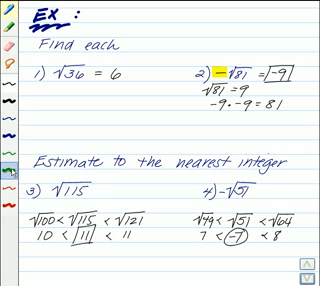 EX:
Find each
1) √36 = 6
2) -√81 = -9
√81 = 9
-9 · -9 = 81
Estimate to the nearest integer
3) √115
√100 < √115 < √121
10 < 11 < 11
4) -√51
√49 < √51 < √64
7 < -7 < 8